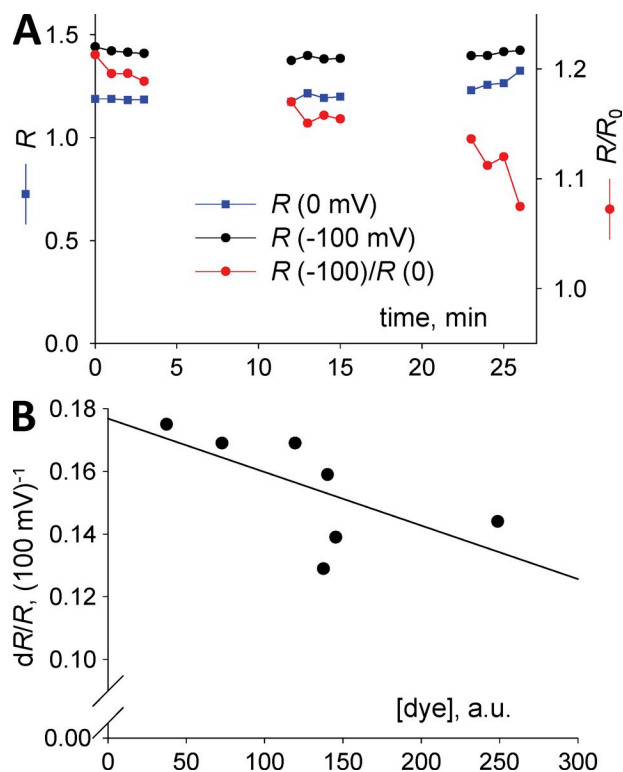 A
1.5
1.0
0.5
0.0
R
1.2
1.1
1.0
R/R₀
R (0 mV)
R (-100 mV)
R (-100)/R (0)
time, min
0 5 10 15 20 25
B
0.18
0.16
0.14
0.12
0.10
0.00
dR/R, (100 mV)⁻¹
[dye], a.u.
0 50 100 150 200 250 300